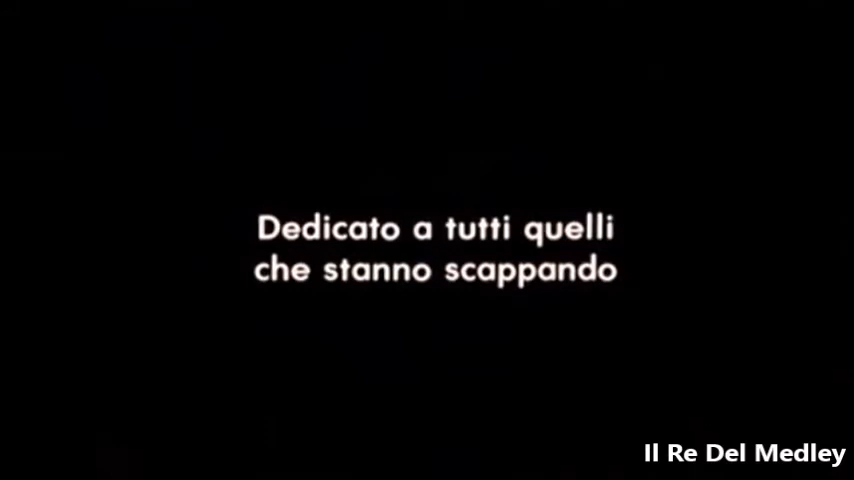 Dedicato a tutti quelli
che stanno scappando
Il Re Del Medley